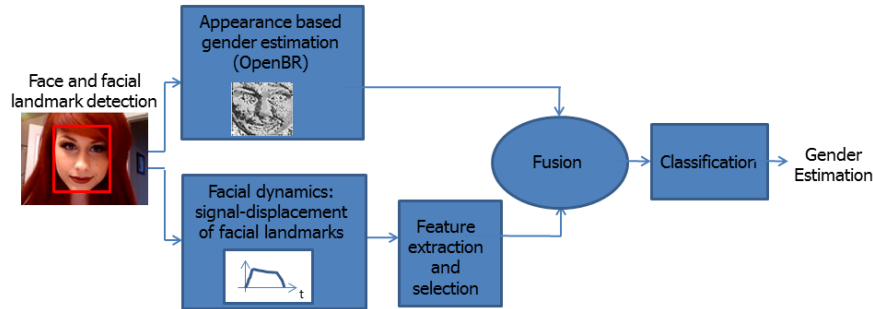 Face and facial
landmark detection
Appearance based
gender estimation
(OpenBR)
Facial dynamics:
signal-displacement
of facial landmarks
t
Feature
extraction
and
selection
Fusion
Classification
Gender
Estimation